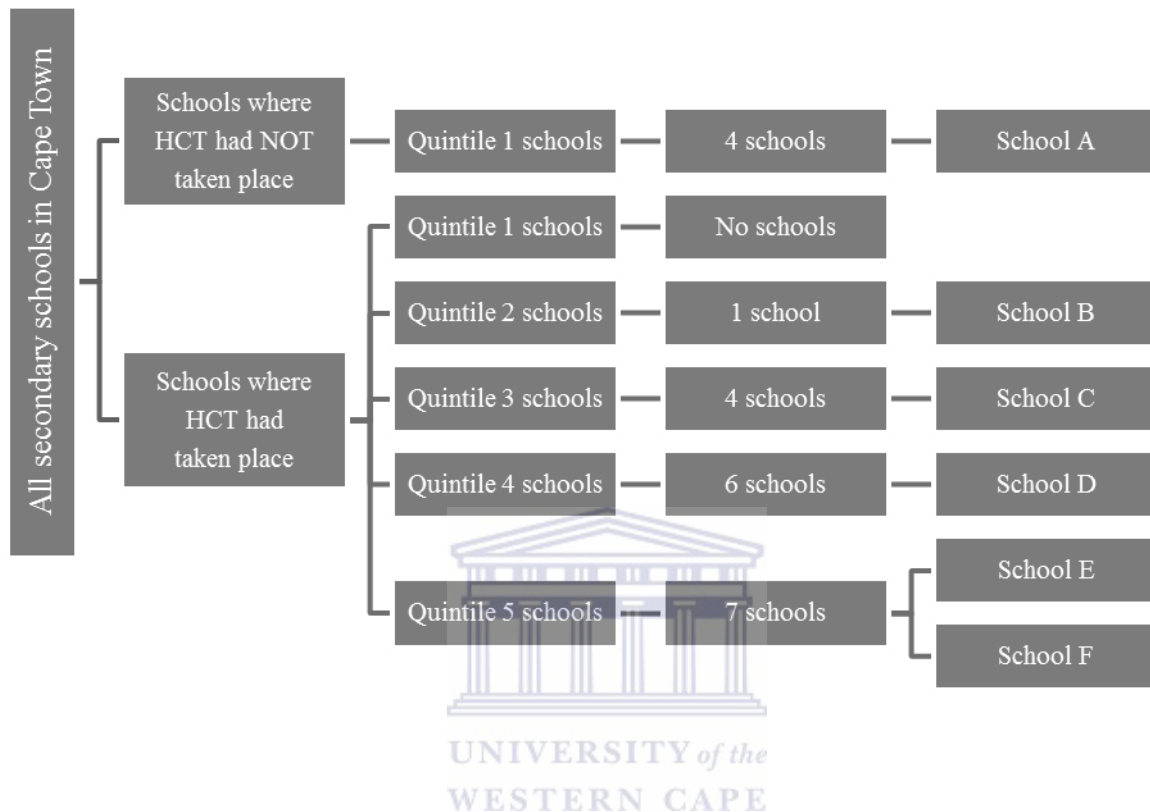 All secondary schools in Cape Town
Schools where
HCT had NOT
taken place
Quintile 1 schools
4 schools
School A
Schools where
HCT had
taken place
Quintile 1 schools
No schools
Quintile 2 schools
1 school
School B
Quintile 3 schools
4 schools
School C
Quintile 4 schools
6 schools
School D
Quintile 5 schools
7 schools
School E
School F
UNIVERSITY of the
WESTERN CAPE